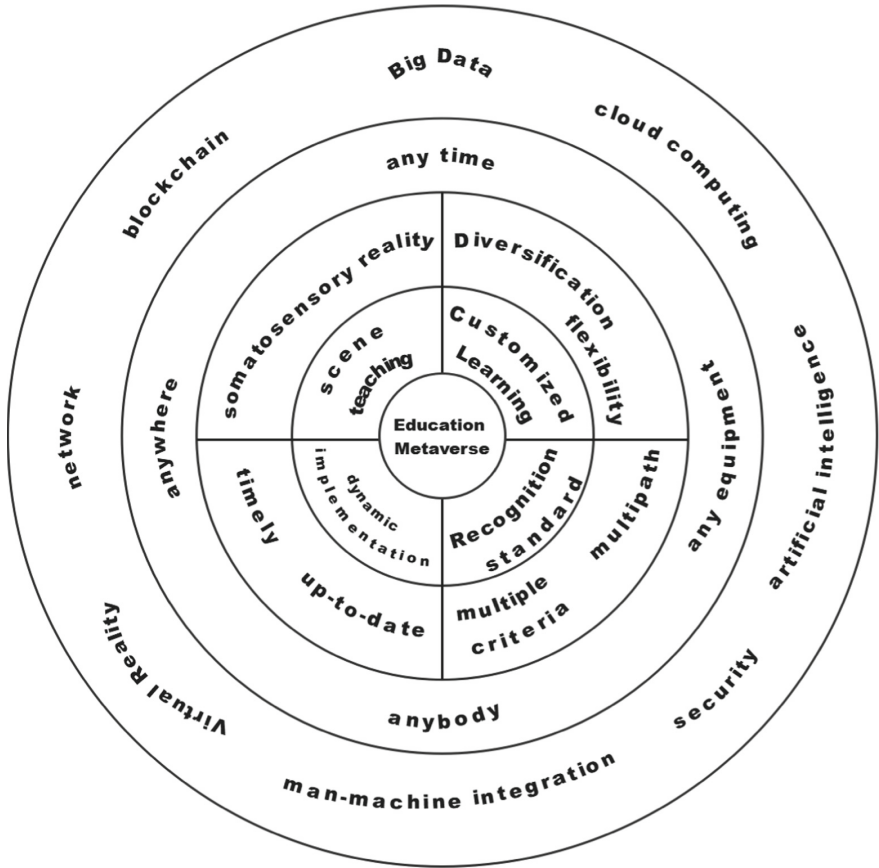 Big Data
cloud computing
artificial intelligence
security
man-machine integration
Virtual Reality
network
blockchain
any time
any equipment
anybody
anywhere
somatosensory reality
Diversification
flexibility
multipath
multiple
criteria
up-to-date
timely
scene
teaching
Customized
Learning
Recognition
standard
dynamic
implementation
Education
Metaverse